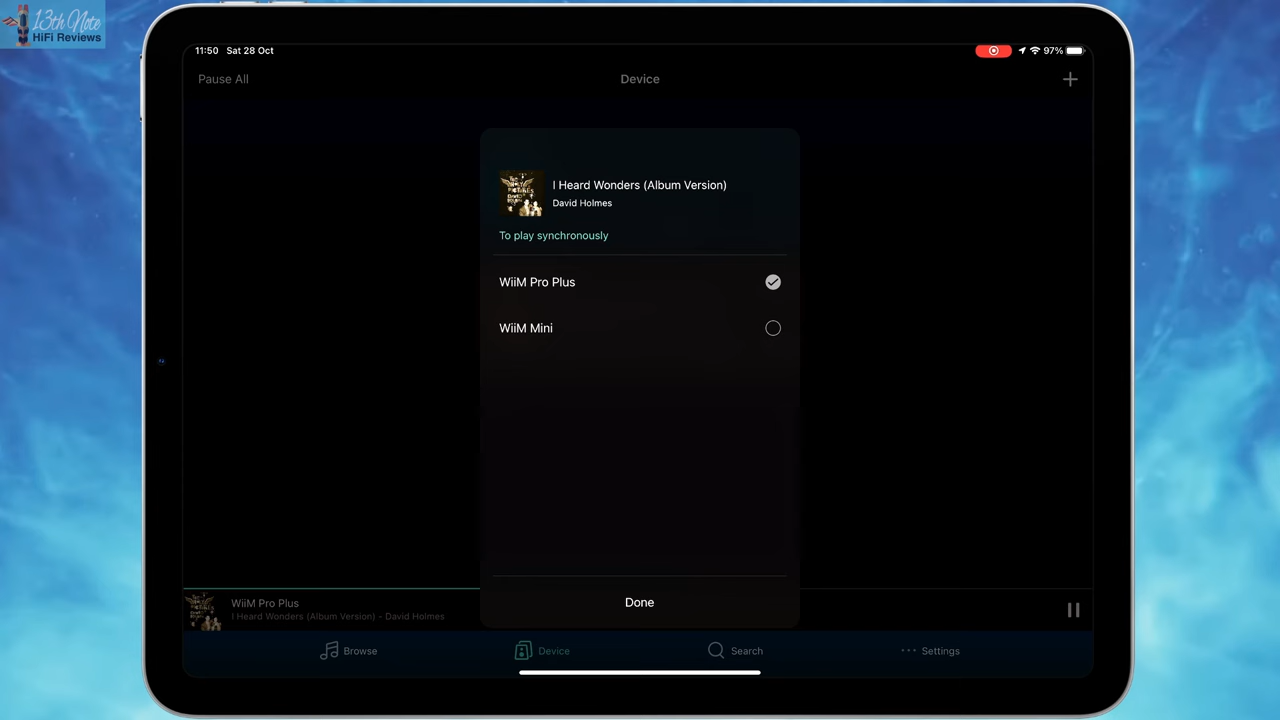 13th Note
HiFi Reviews
11:50 Sat 28 Oct
97%
Pause All
Device
I Heard Wonders (Album Version)
David Holmes
To play synchronously
WiiM Pro Plus
WiiM Mini
Done
WiiM Pro Plus
I Heard Wonders (Album Version) - David Holmes
Browse
Device
Search
Settings